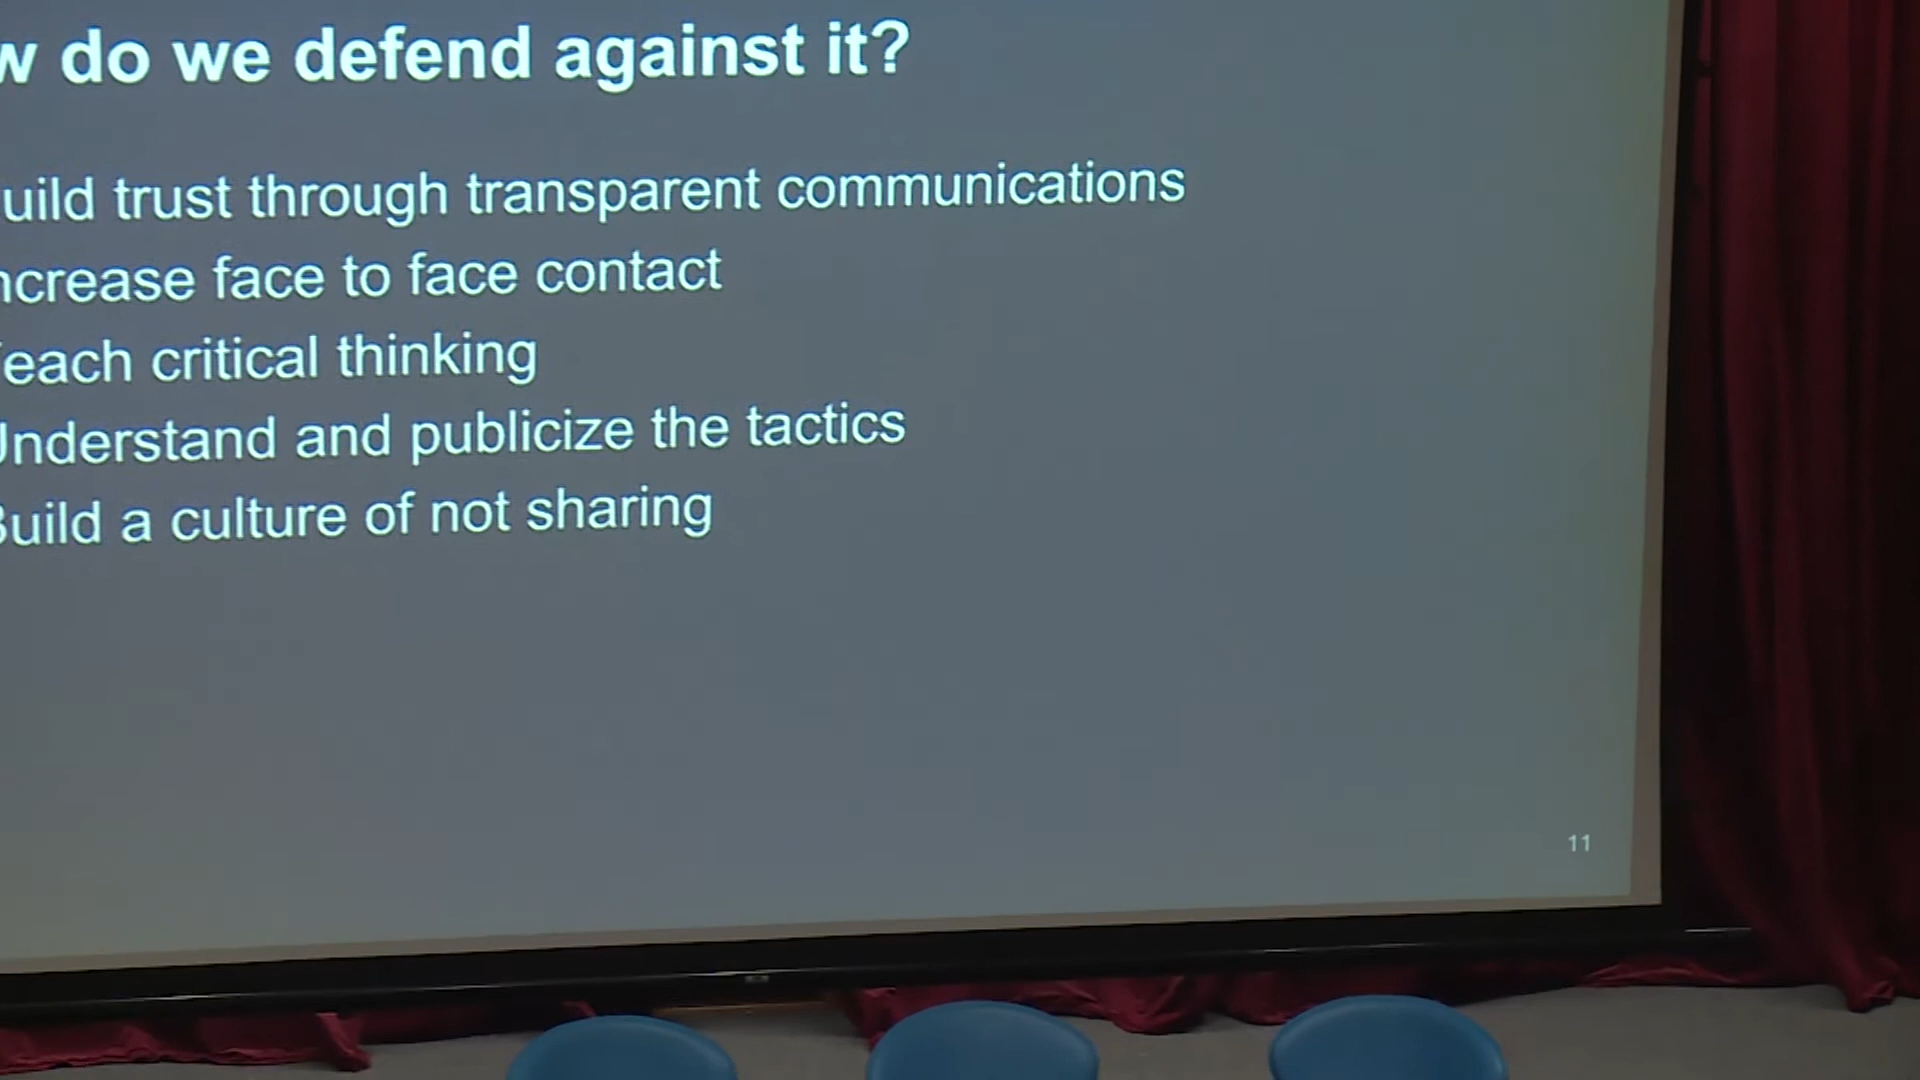 w do we defend against it?
uild trust through transparent communications
ncrease face to face contact
each critical thinking
Understand and publicize the tactics
Build a culture of not sharing
11